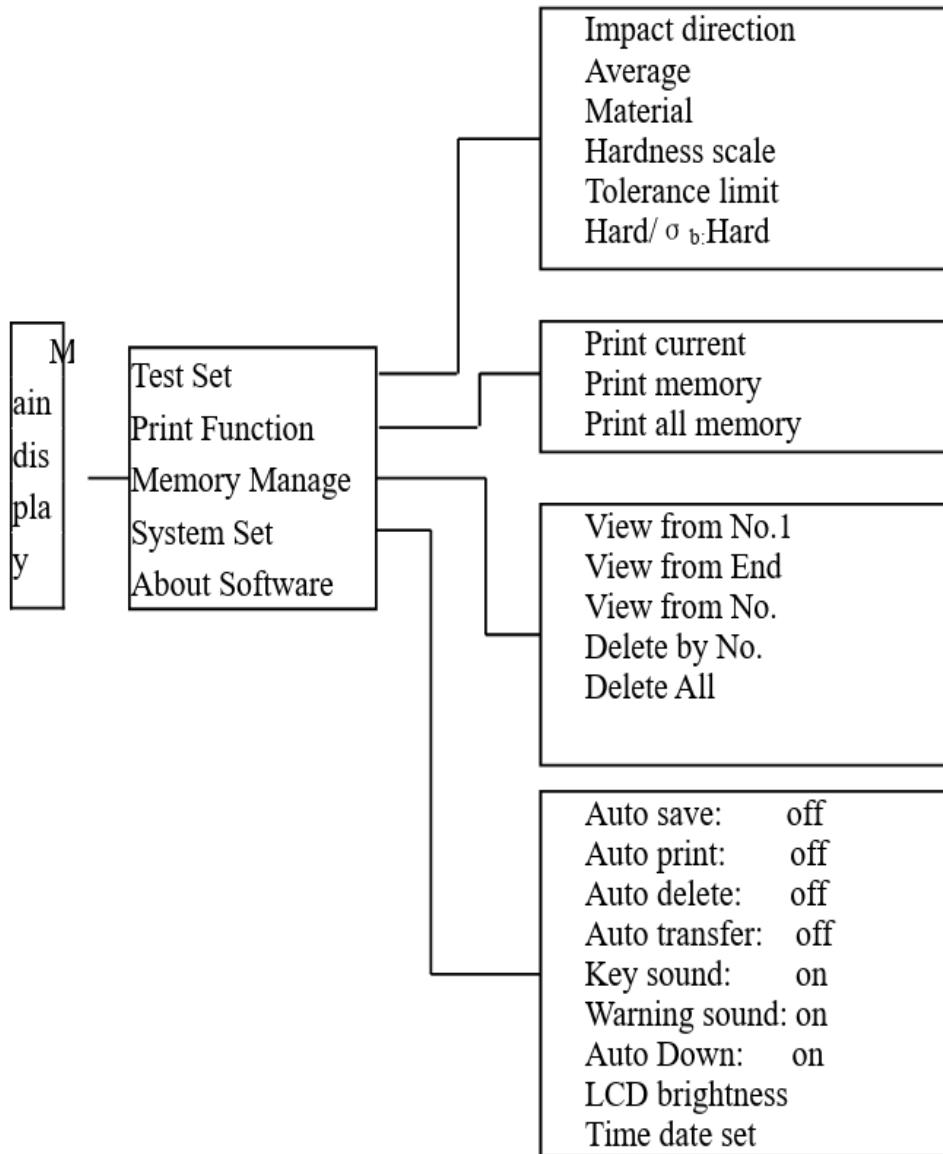 M
ain
dis
pla
y
Test Set
Print Function
Memory Manage
System Set
About Software
Impact direction
Average
Material
Hardness scale
Tolerance limit
Hard/ σ b:Hard
Print current
Print memory
Print all memory
View from No.1
View from End
View from No.
Delete by No.
Delete All
Auto save: off
Auto print: off
Auto delete: off
Auto transfer: off
Key sound: on
Warning sound: on
Auto Down: on
LCD brightness
Time date set